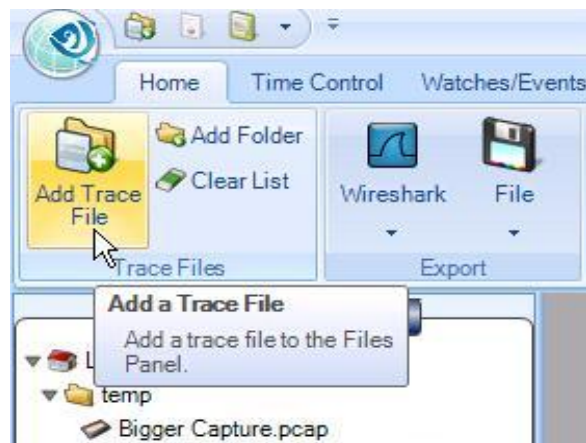 Home Time Control Watches/Events
Add Trace File
Add Folder
Clear List
Wireshark
File
Trace Files
Export
Add a Trace File
Add a trace file to the Files
Panel.
L
temp
Bigger Capture.pcap